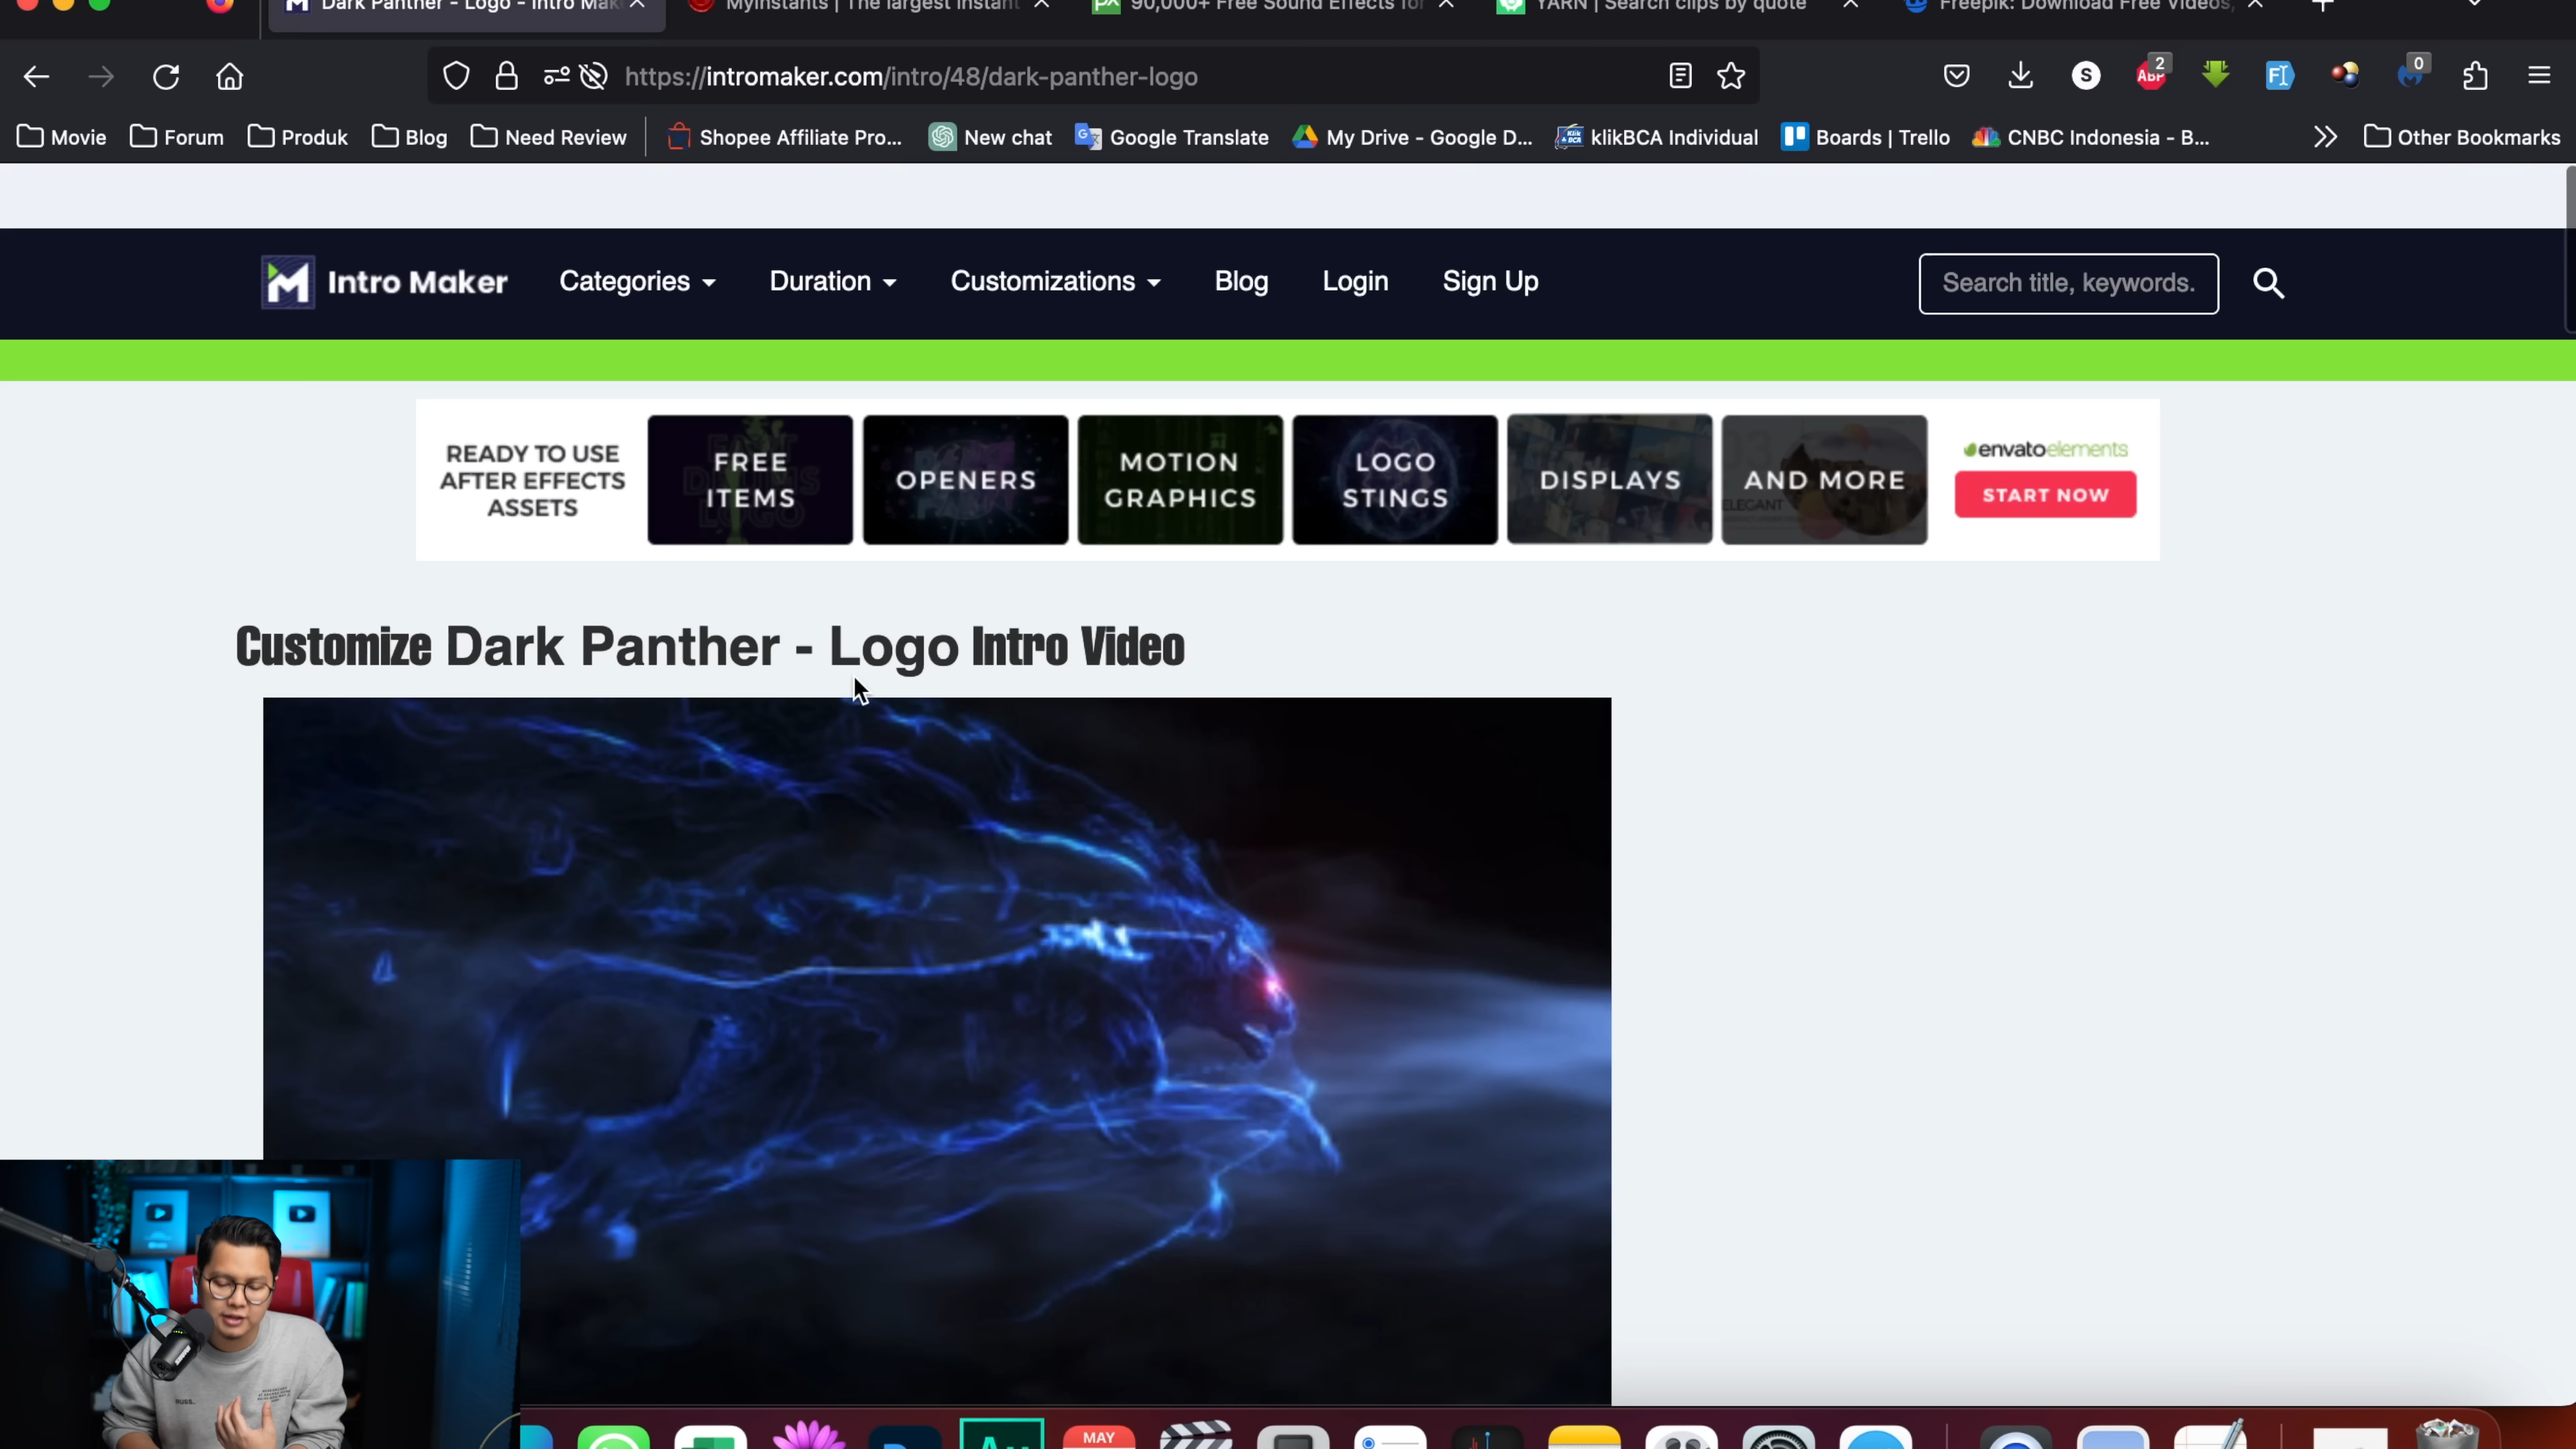 Dark Panther - Logo - Intro Mak
Myinstants | The largest instant
90,000+ Free Sound Effects for
YARN | Search clips by quote
Freepik: Download Free Videos,
https://intromaker.com/intro/48/dark-panther-logo
S
ABP
2
0
Movie
Forum
Produk
Blog
Need Review
Shopee Affiliate Pro...
New chat
Google Translate
My Drive - Google D...
klikBCA Individual
Boards | Trello
CNBC Indonesia - B...
Other Bookmarks
Intro Maker
Categories
Duration
Customizations
Blog
Login
Sign Up
Search title, keywords.
READY TO USE
AFTER EFFECTS
ASSETS
FREE
ITEMS
OPENERS
MOTION
GRAPHICS
LOGO
STINGS
DISPLAYS
AND MORE
envatoelements
START NOW
Customize Dark Panther - Logo Intro Video
RUSS.
MAY